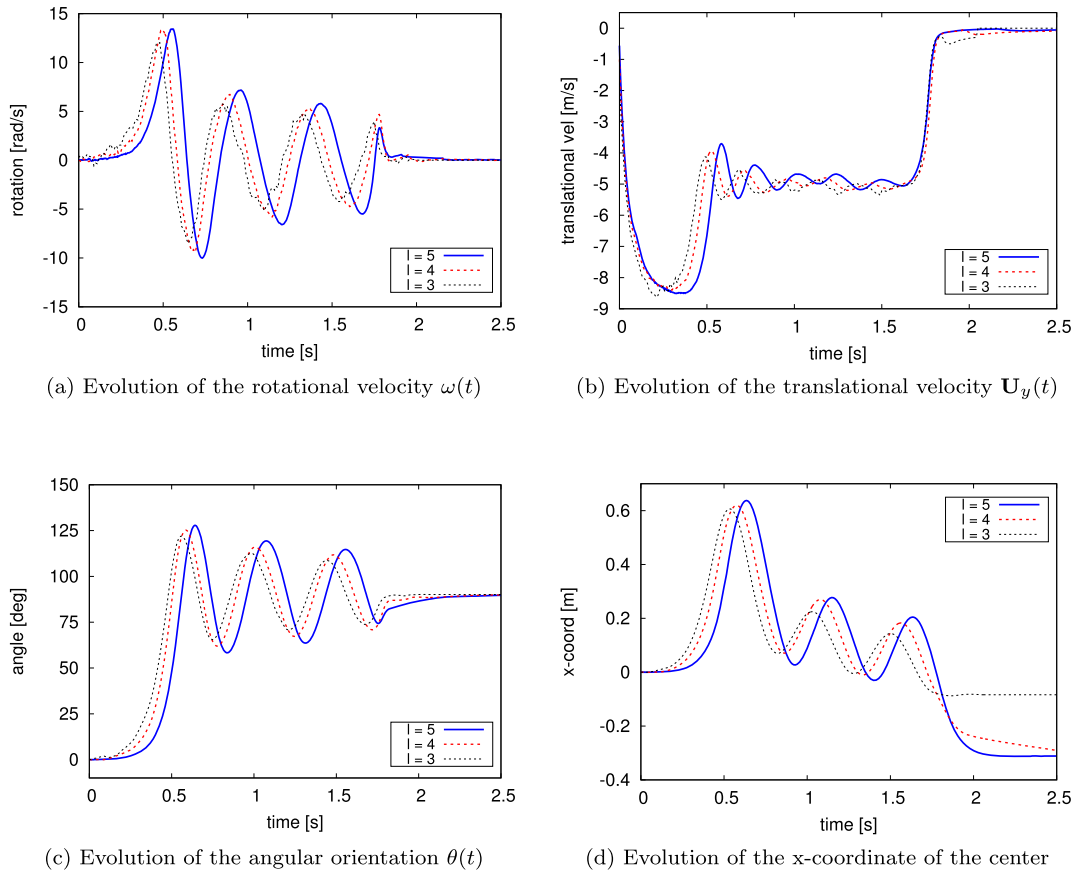 15
10
5
0
-5
-10
-15
rotation [rad/s]
l = 5
l = 4
l = 3
0 0.5 1 1.5 2 2.5
time [s]
(a) Evolution of the rotational velocity ω(t)
0
-1
-2
-3
-4
-5
-6
-7
-8
-9
translational vel [m/s]
l = 5
l = 4
l = 3
0 0.5 1 1.5 2 2.5
time [s]
(b) Evolution of the translational velocity U_y(t)
150
125
100
75
50
25
0
angle [deg]
l = 5
l = 4
l = 3
0 0.5 1 1.5 2 2.5
time [s]
(c) Evolution of the angular orientation θ(t)
0.6
0.4
0.2
0
-0.2
-0.4
x-coord [m]
l = 5
l = 4
l = 3
0 0.5 1 1.5 2 2.5
time [s]
(d) Evolution of the x-coordinate of the center